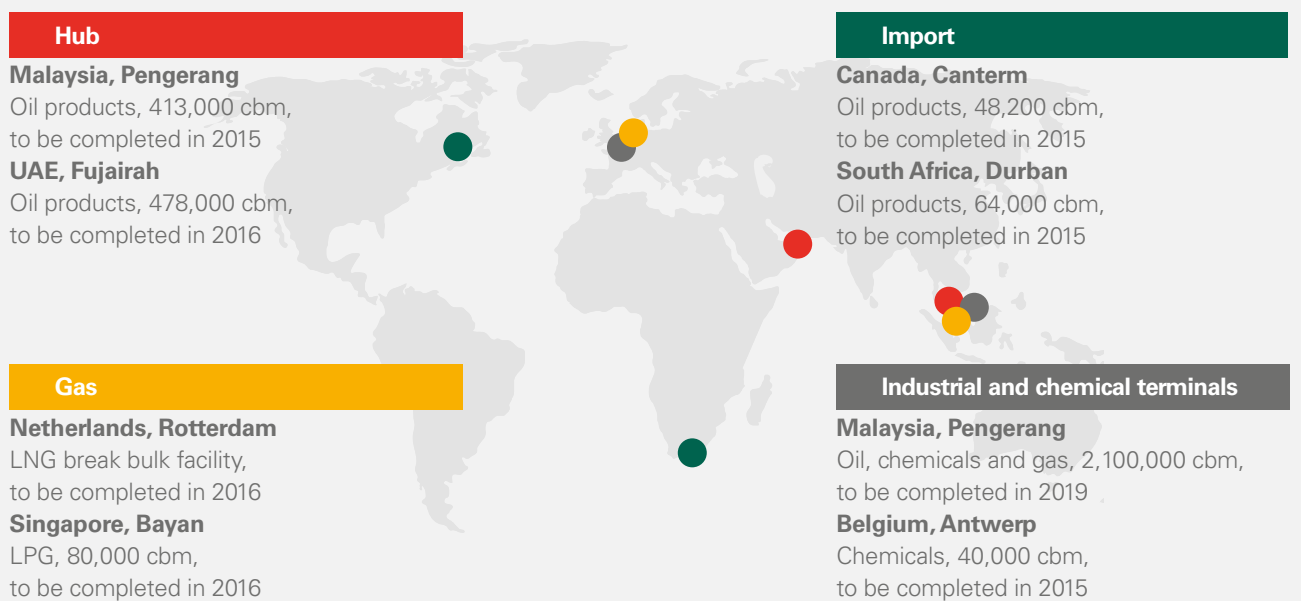 Hub
Malaysia, Pengerang
Oil products, 413,000 cbm,
to be completed in 2015
UAE, Fujairah
Oil products, 478,000 cbm,
to be completed in 2016
Import
Canada, Canterm
Oil products, 48,200 cbm,
to be completed in 2015
South Africa, Durban
Oil products, 64,000 cbm,
to be completed in 2015
Gas
Netherlands, Rotterdam
LNG break bulk facility,
to be completed in 2016
Singapore, Bayan
LPG, 80,000 cbm,
to be completed in 2016
Industrial and chemical terminals
Malaysia, Pengerang
Oil, chemicals and gas, 2,100,000 cbm,
to be completed in 2019
Belgium, Antwerp
Chemicals, 40,000 cbm,
to be completed in 2015